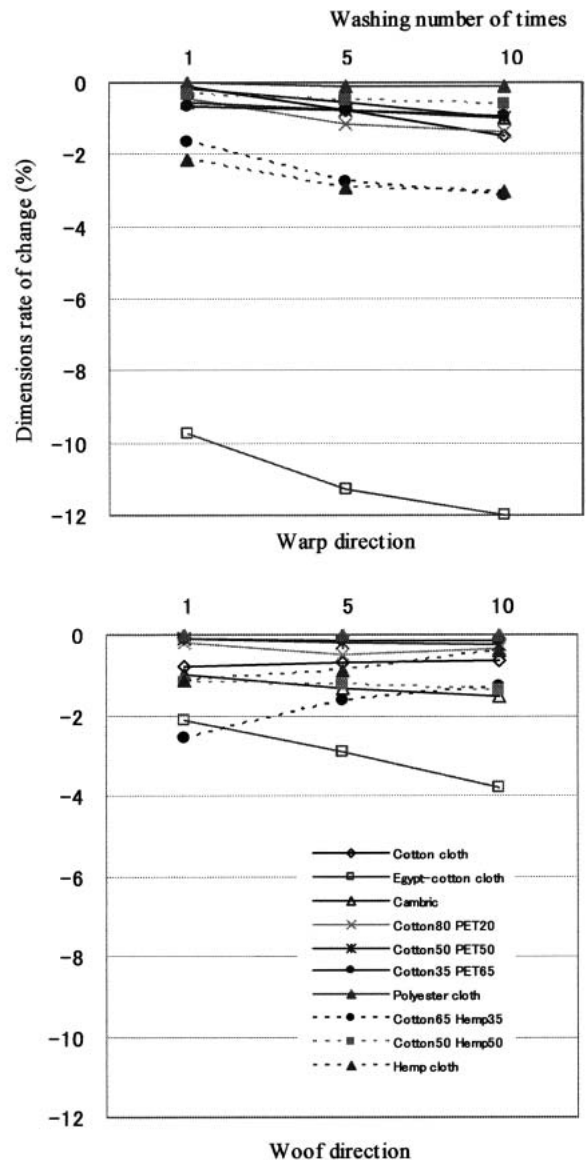 Washing number of times
1 5 10
0
-2
-4
-6
-8
-10
-12
Dimensions rate of change (%)
Warp direction
1 5 10
0
-2
-4
-6
-8
-10
-12
Cotton cloth
Egypt-cotton cloth
Cambric
Cotton80 PET20
Cotton50 PET50
Cotton35 PET65
Polyester cloth
Cotton65 Hemp35
Cotton50 Hemp50
Hemp cloth
Woof direction